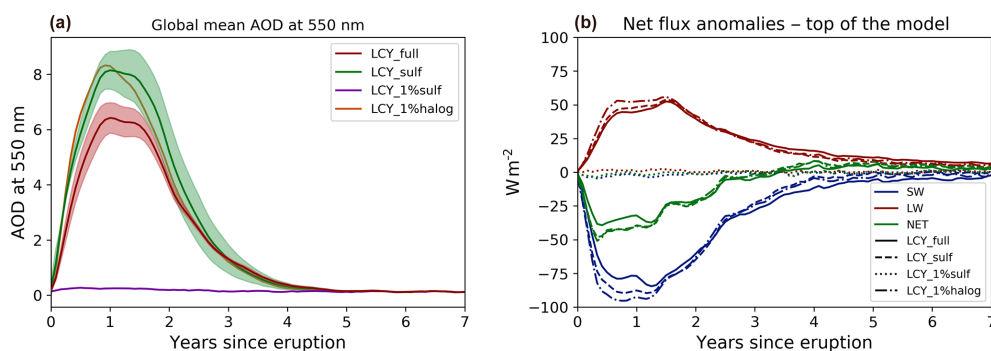 (a)
Global mean AOD at 550 nm
AOD at 550 nm
8
6
4
2
0
0 1 2 3 4 5 6 7
Years since eruption
LCY_full
LCY_sulf
LCY_1%sulf
LCY_1%halog
(b)
Net flux anomalies – top of the model
W m⁻²
100
75
50
25
0
−25
−50
−75
−100
0 1 2 3 4 5 6 7
Years since eruption
SW
LW
NET
LCY_full
LCY_sulf
LCY_1%sulf
LCY_1%halog